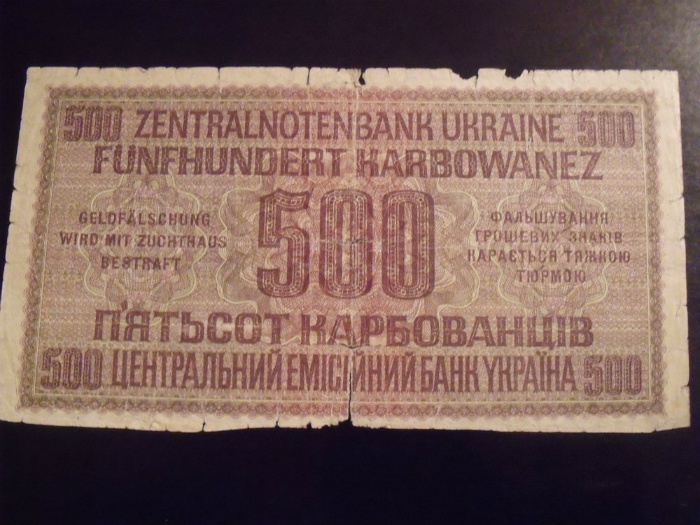 500 ZENTRALNOTENBANK UKRAINE 500
FÜNFHUNDERT KARBOWANEZ
GELDFÄLSCHUNG
WIRD MIT ZUCHTHAUS
BESTRAFT
500
ФАЛЬШУВАННЯ
ГРОШЕВИХ ЗНАКІВ
КАРАЄТЬСЯ ТЯЖКОЮ
ТЮРМОЮ
П'ЯТЬСОТ КАРБОВАНЦІВ
500 ЦЕНТРАЛЬНИЙ ЕМІСІЙНИЙ БАНК УКРАЇНА 500